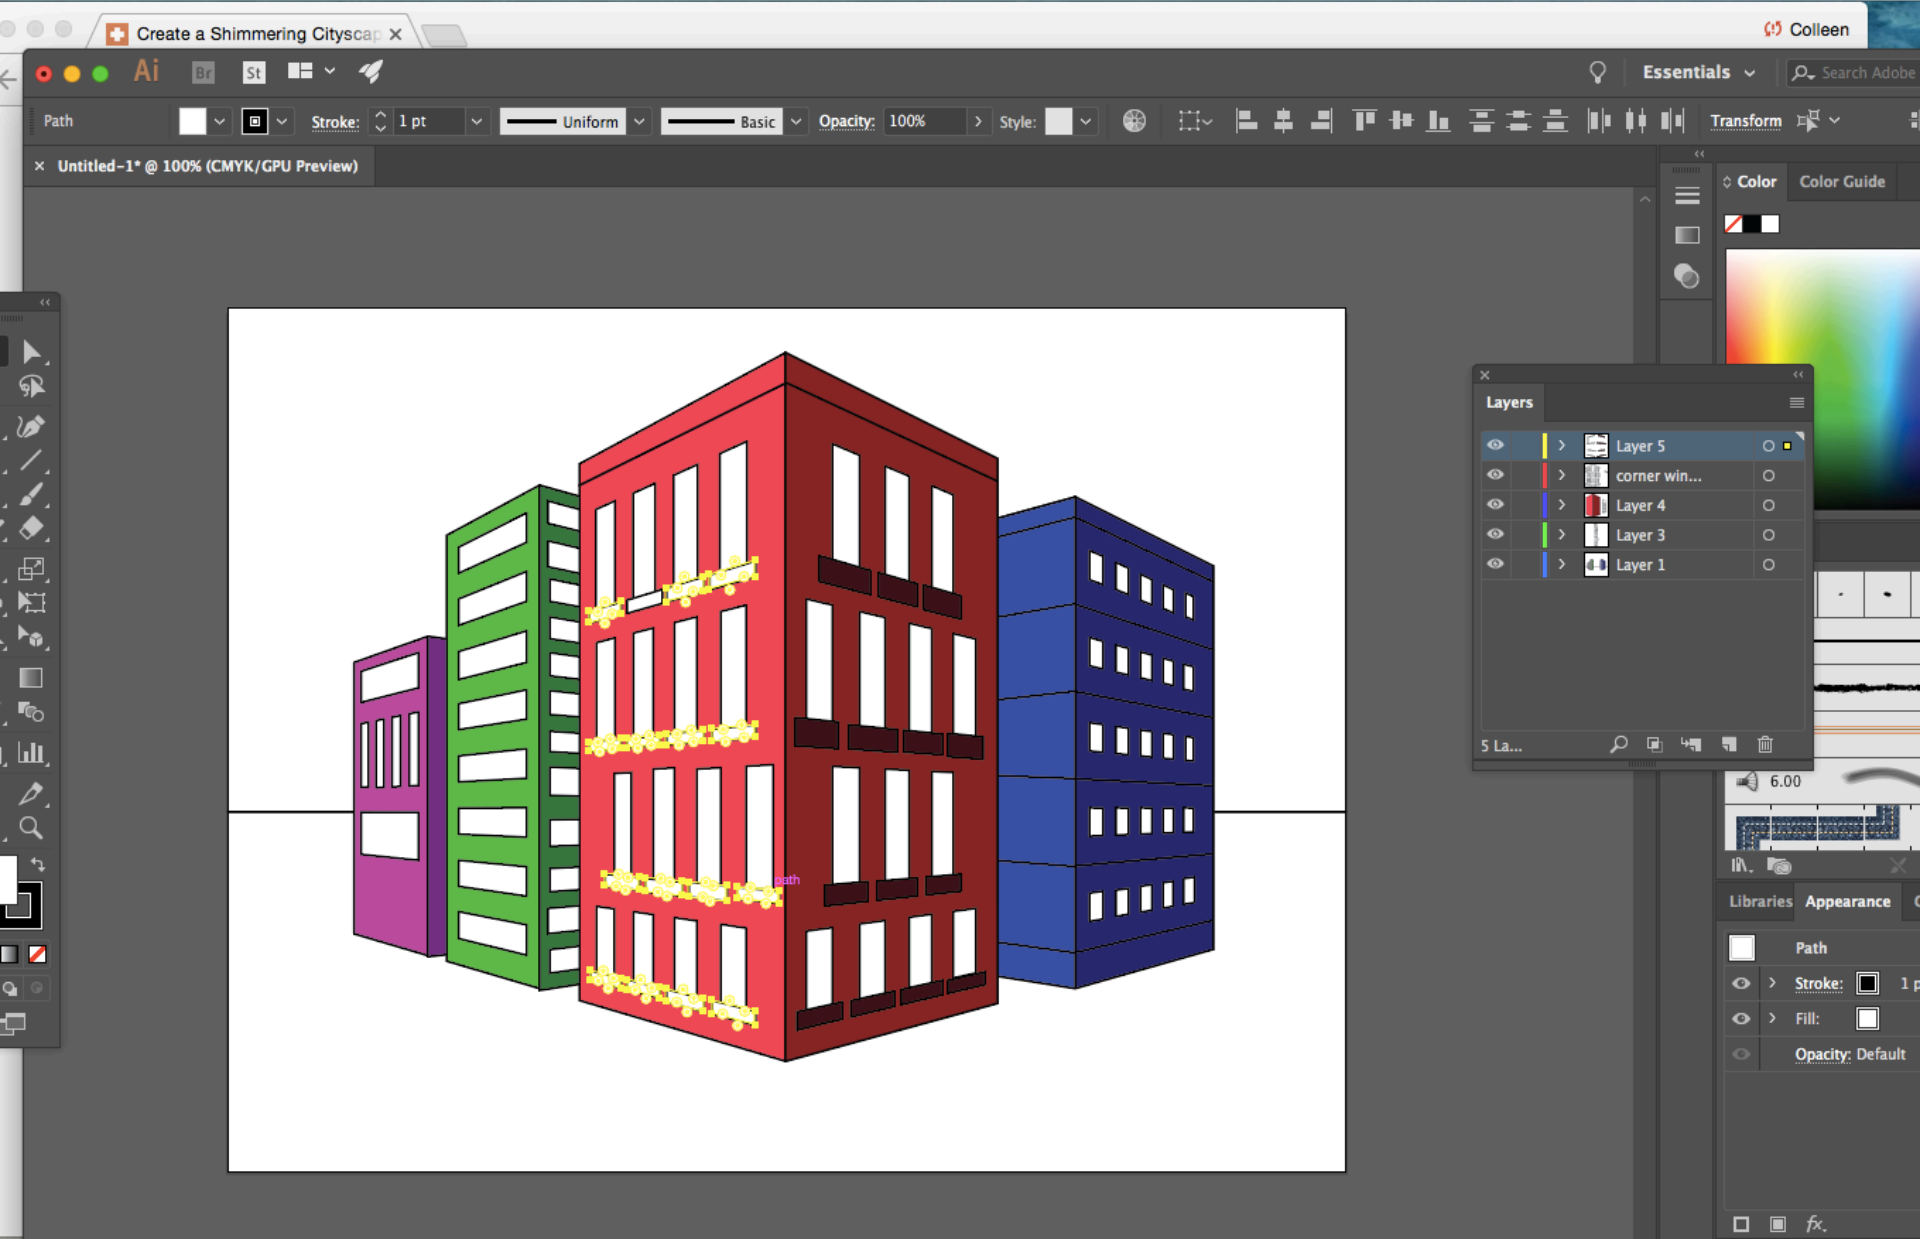 Create a Shimmering Cityscap
Colleen
Ai
Br
St
Essentials
Search Adobe
Path
Stroke:
1 pt
Uniform
Basic
Opacity:
100%
Style:
Transform
Untitled-1* @ 100% (CMYK/GPU Preview)
Color
Color Guide
Layers
Layer 5
corner win...
Layer 4
Layer 3
Layer 1
5 La...
6.00
path
Libraries
Appearance
Path
Stroke:
1 p
Fill:
Opacity: Default
fx.